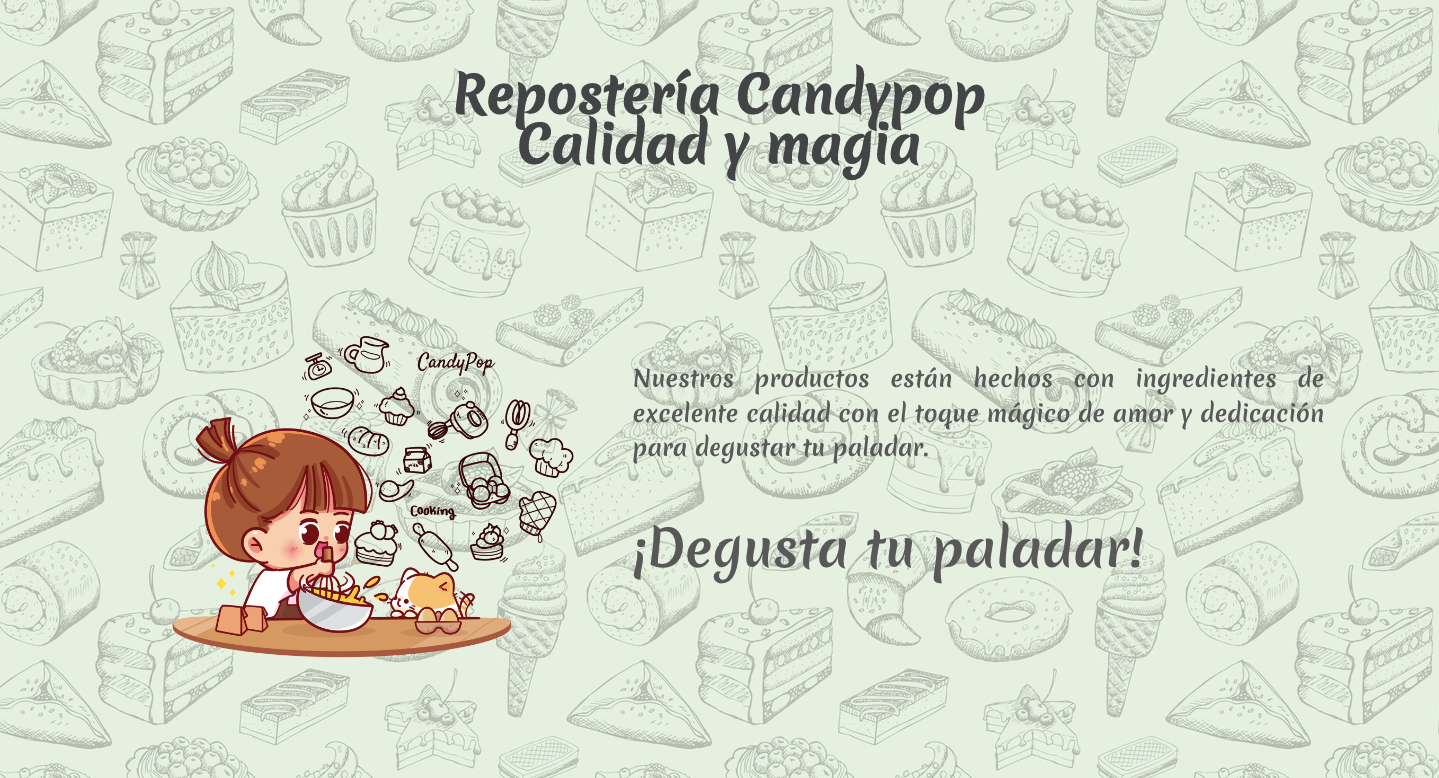 Repostería Candypop
Calidad y magia
CandyPop
Cooking
Nuestros productos están hechos con ingredientes de
excelente calidad con el toque mágico de amor y dedicación
para degustar tu paladar.
¡Degusta tu paladar!